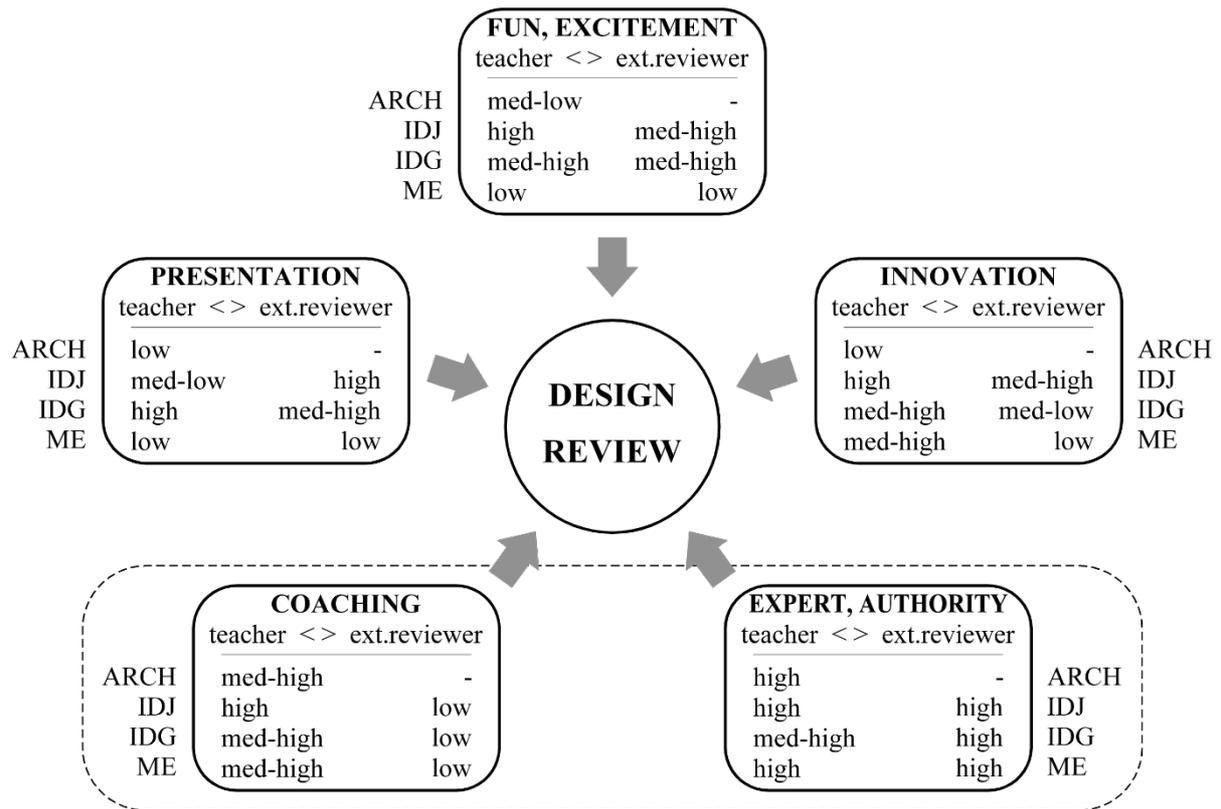 FUN, EXCITEMENT
teacher < > ext.reviewer
ARCH med-low -
IDJ high med-high
IDG med-high med-high
ME low low
PRESENTATION
teacher < > ext.reviewer
ARCH low -
IDJ med-low high
IDG high med-high
ME low low
INNOVATION
teacher < > ext.reviewer
low - ARCH
high med-high IDJ
med-high med-low IDG
med-high low ME
DESIGN
REVIEW
COACHING
teacher < > ext.reviewer
ARCH med-high -
IDJ high low
IDG med-high low
ME med-high low
EXPERT, AUTHORITY
teacher < > ext.reviewer
high - ARCH
high high IDJ
med-high high IDG
high high ME